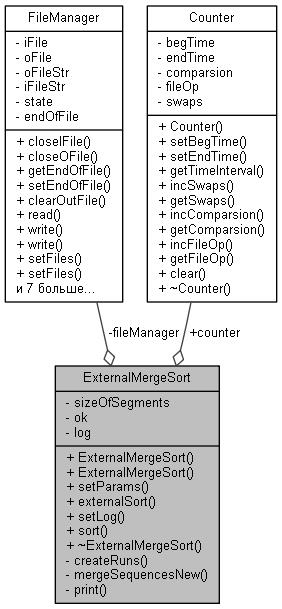 FileManager
- iFile
- oFile
- oFileStr
- iFileStr
- state
- endOfFile
+ closeIFile()
+ closeOFile()
+ getEndOfFile()
+ setEndOfFile()
+ clearOutFile()
+ read()
+ write()
+ write()
+ setFiles()
+ setFiles()
и 7 больше...
Counter
- begTime
- endTime
- comparsion
- fileOp
- swaps
+ Counter()
+ setBegTime()
+ setEndTime()
+ getTimeInterval()
+ incSwaps()
+ getSwaps()
+ incComparsion()
+ getComparsion()
+ incFileOp()
+ getFileOp()
+ clear()
+ ~Counter()
-fileManager
+counter
ExternalMergeSort
- sizeOfSegments
- ok
- log
+ ExternalMergeSort()
+ ExternalMergeSort()
+ setParams()
+ externalSort()
+ setLog()
+ sort()
+ ~ExternalMergeSort()
- createRuns()
- mergeSequencesNew()
- print()